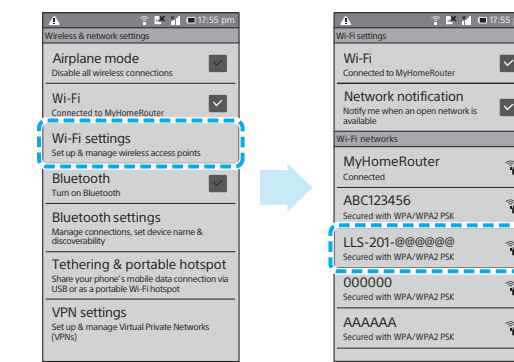 17:55 pm
Wireless & network settings
Airplane mode
Disable all wireless connections
Wi-Fi
Connected to MyHomeRouter
Wi-Fi settings
Set up & manage wireless access points
Bluetooth
Turn on Bluetooth
Bluetooth settings
Manage connections, set device name &
discoverability
Tethering & portable hotspot
Share your phone's mobile data connection via
USB or as a portable Wi-Fi hotspot
VPN settings
Set up & manage Virtual Private Networks
(VPNs)
17:55
Wi-Fi settings
Wi-Fi
Connected to MyHomeRouter
Network notification
Notify me when an open network is
available
Wi-Fi networks
MyHomeRouter
Connected
ABC123456
Secured with WPA/WPA2 PSK
LLS-201-@@@@@@
Secured with WPA/WPA2 PSK
000000
Secured with WPA/WPA2 PSK
AAAAAA
Secured with WPA/WPA2 PSK